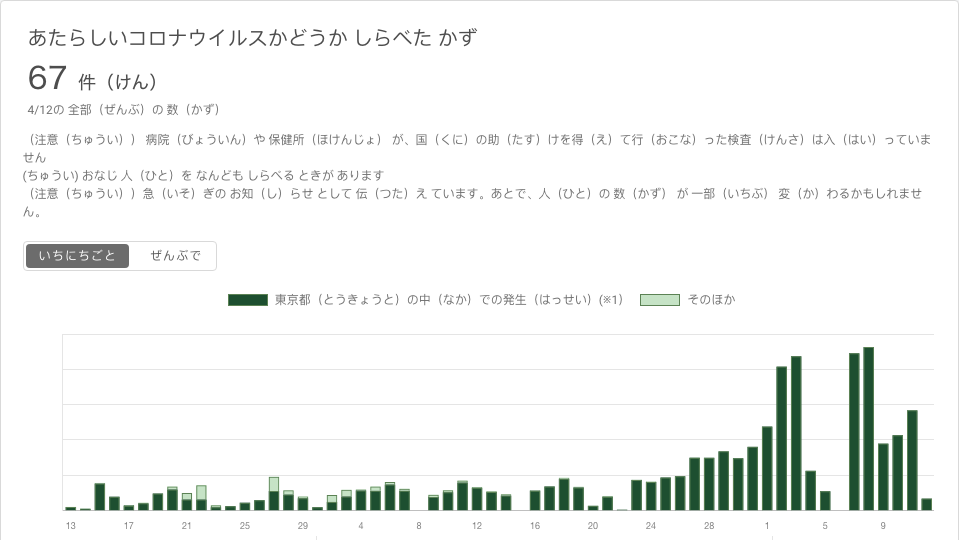 あたらしいコロナウイルスかどうか しらべた かず
67 件（けん）
4/12の 全部（ぜんぶ）の 数（かず）
（注意（ちゅうい）） 病院（びょういん）や 保健所（ほけんじょ） が、国（くに）の助（たす）けを得（え）て行（おこな）った検査（けんさ）は入（はい）っていま
せん
(ちゅうい) おなじ 人（ひと）を なんども しらべる ときが あります
（注意（ちゅうい））急（いそ）ぎの お知（し）らせ として 伝（つた）え ています。あとで、人（ひと）の 数（かず） が 一部（いちぶ） 変（か）わるかもしれませ
ん。
いちにちごと ぜんぶで
東京都（とうきょうと）の中（なか）での発生（はっせい）(※1） そのほか
13 17 21 25 29 4 8 12 16 20 24 28 1 5 9